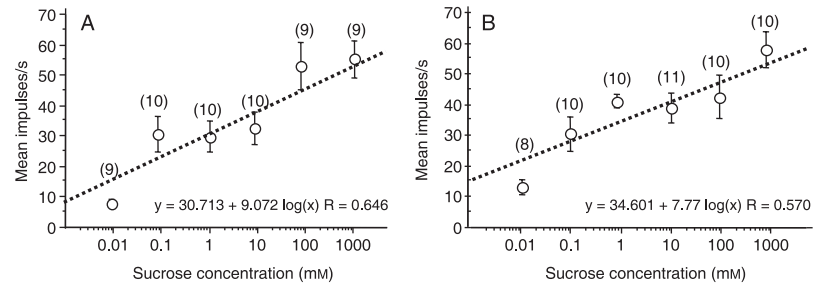 A
Mean impulses/s
70
60
50
40
30
20
10
0
(9)
(10)
(10)
(10)
(9)
(9)
y = 30.713 + 9.072 log(x) R = 0.646
0.01 0.1 1 10 100 1000
Sucrose concentration (mM)
B
Mean impulses/s
70
60
50
40
30
20
10
0
(8)
(10)
(10)
(11)
(10)
(10)
y = 34.601 + 7.77 log(x) R = 0.570
0.01 0.1 1 10 100 1000
Sucrose concentration (mM)